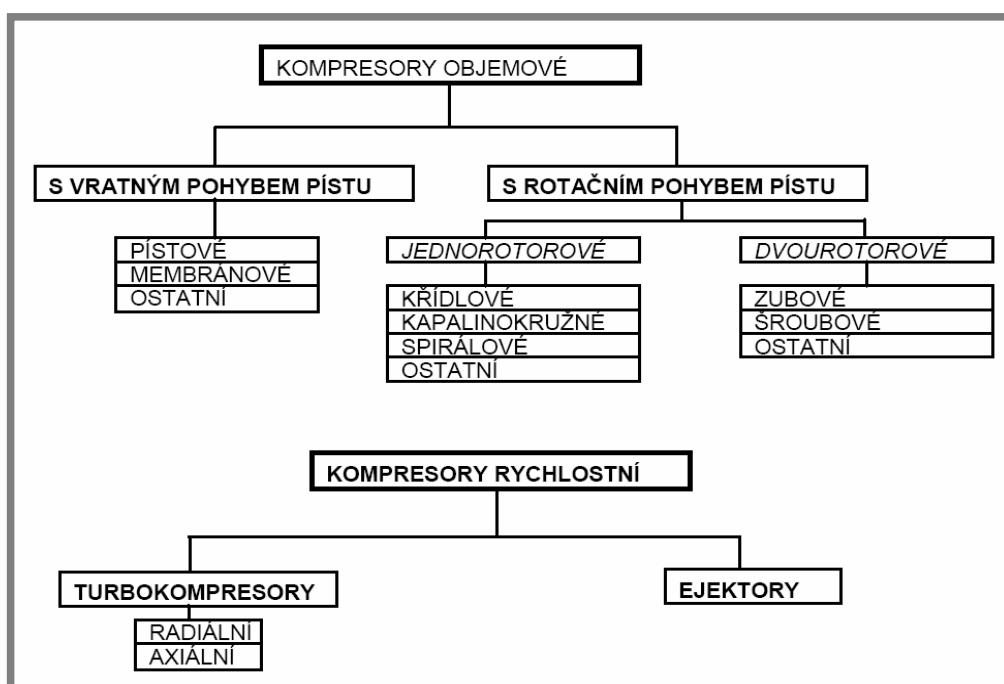 KOMPRESORY OBJEMOVÉ
S VRATNÝM POHYBEM PÍSTU
S ROTAČNÍM POHYBEM PÍSTU
PÍSTOVÉ
MEMBRÁNOVÉ
OSTATNÍ
JEDNOROTOROVÉ
KŘÍDLOVÉ
KAPALINOKRUŽNÉ
SPIRÁLOVÉ
OSTATNÍ
DVOUROTOROVÉ
ZUBOVÉ
ŠROUBOVÉ
OSTATNÍ
KOMPRESORY RYCHLOSTNÍ
TURBOKOMPRESORY
RADIÁLNÍ
AXIÁLNÍ
EJEKTORY